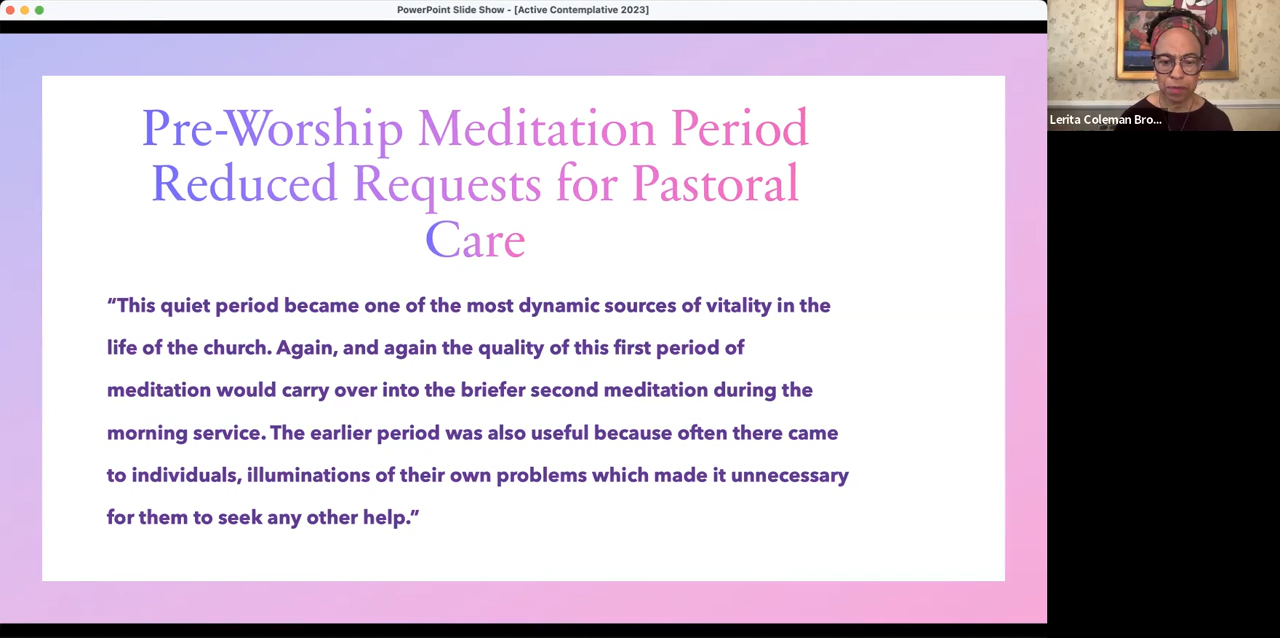 PowerPoint Slide Show - [Active Contemplative 2023]
Pre-Worship Meditation Period
Reduced Requests for Pastoral
Care
“This quiet period became one of the most dynamic sources of vitality in the
life of the church. Again, and again the quality of this first period of
meditation would carry over into the briefer second meditation during the
morning service. The earlier period was also useful because often there came
to individuals, illuminations of their own problems which made it unnecessary
for them to seek any other help.”
Lerita Coleman Bro...